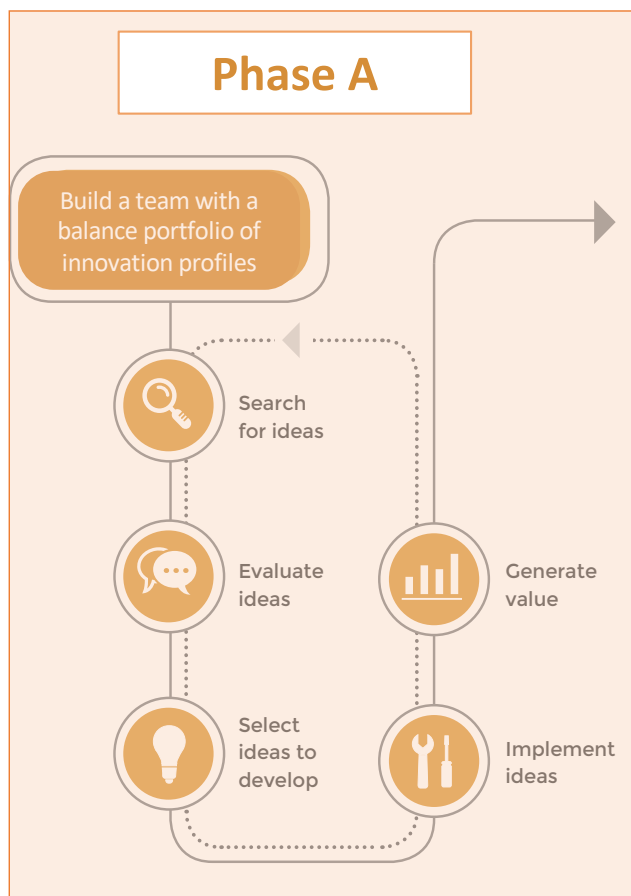 Phase A
Build a team with a
balance portfolio of
innovation profiles
Search
for ideas
Evaluate
ideas
Select
ideas to
develop
Generate
value
Implement
ideas